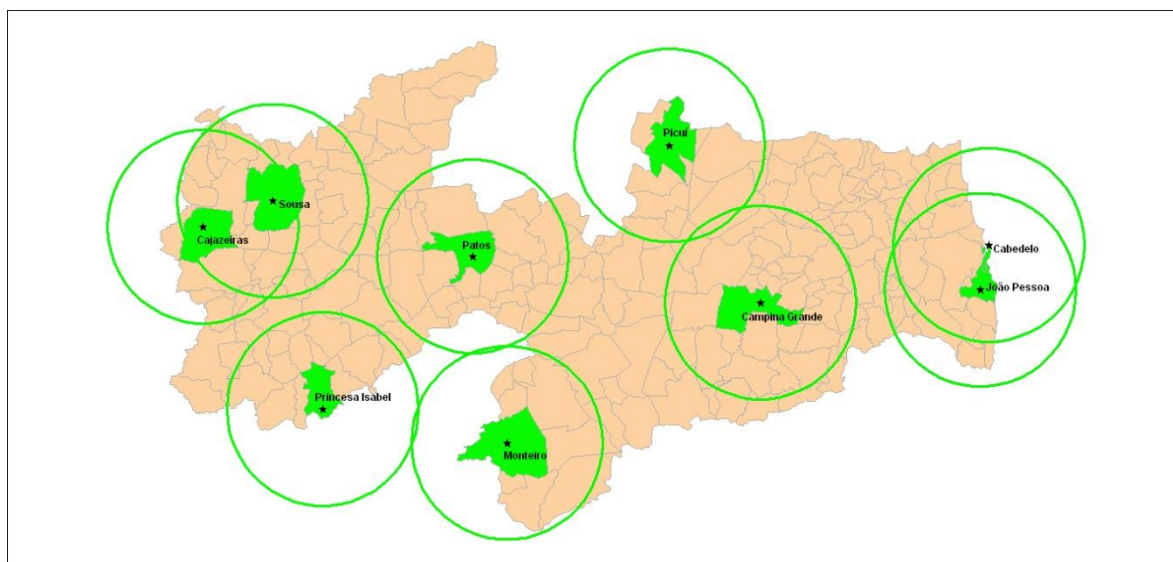 Picuí
Sousa
Cajazeiras
Patos
Cabedelo
João Pessoa
Campina Grande
Princesa Isabel
Monteiro